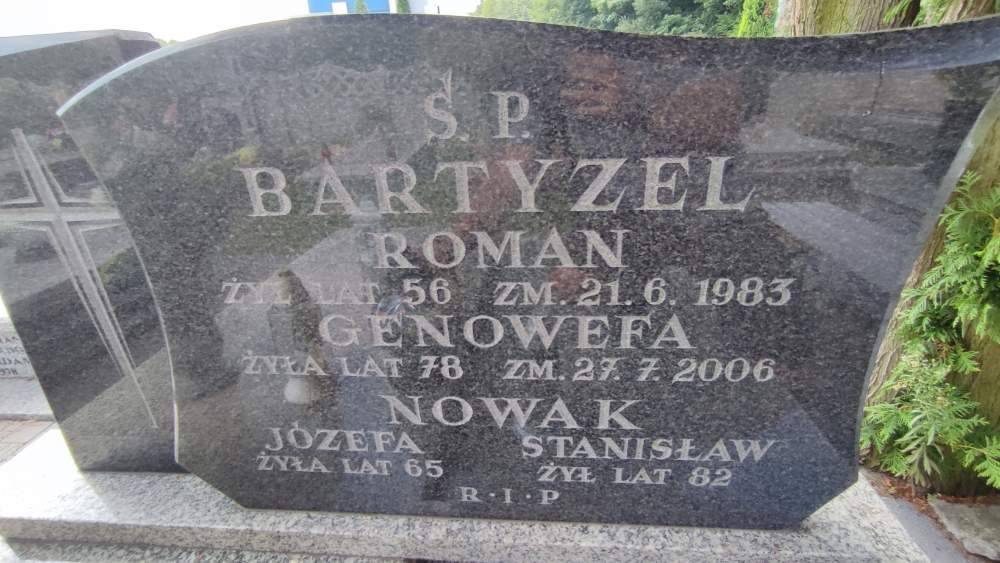 Ś. P.
BARTYZEL
ROMAN
ŻYŁ LAT 56 ZM. 21. 6. 1983
GENOWEFA
ŻYŁA LAT 78 ZM. 27. 7. 2006
NOWAK
JÓZEFA STANISŁAW
ŻYŁA LAT 65 ŻYŁ LAT 82
R·I·P